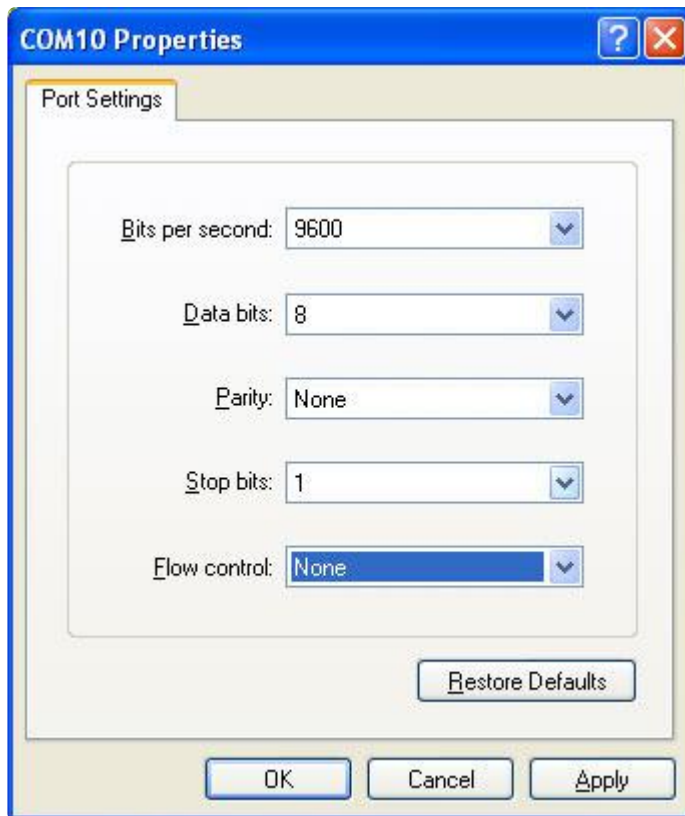 COM10 Properties
Port Settings
Bits per second: 9600
Data bits: 8
Parity: None
Stop bits: 1
Flow control: None
Restore Defaults
OK Cancel Apply